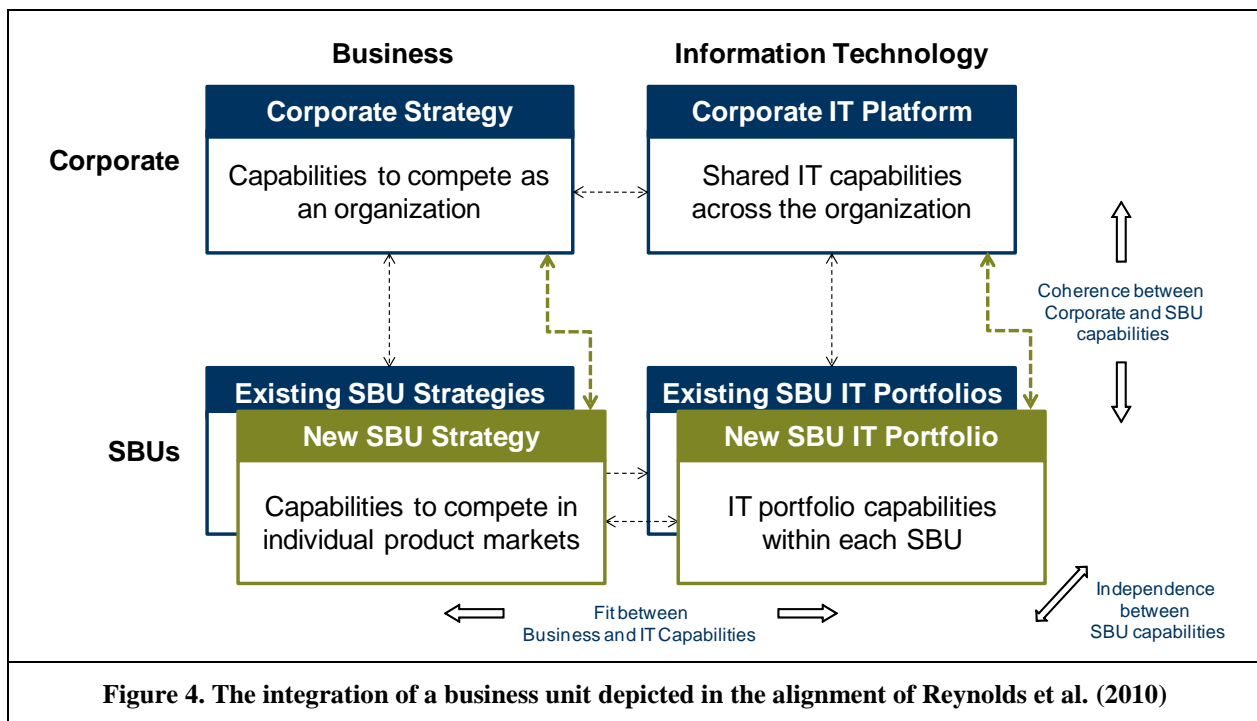 Business
Information Technology
Corporate
Corporate Strategy
Capabilities to compete as
an organization
Corporate IT Platform
Shared IT capabilities
across the organization
Coherence between
Corporate and SBU
capabilities
SBUs
Existing SBU Strategies
New SBU Strategy
Capabilities to compete in
individual product markets
Existing SBU IT Portfolios
New SBU IT Portfolio
IT portfolio capabilities
within each SBU
Fit between
Business and IT Capabilities
Independence
between
SBU capabilities
Figure 4. The integration of a business unit depicted in the alignment of Reynolds et al. (2010)